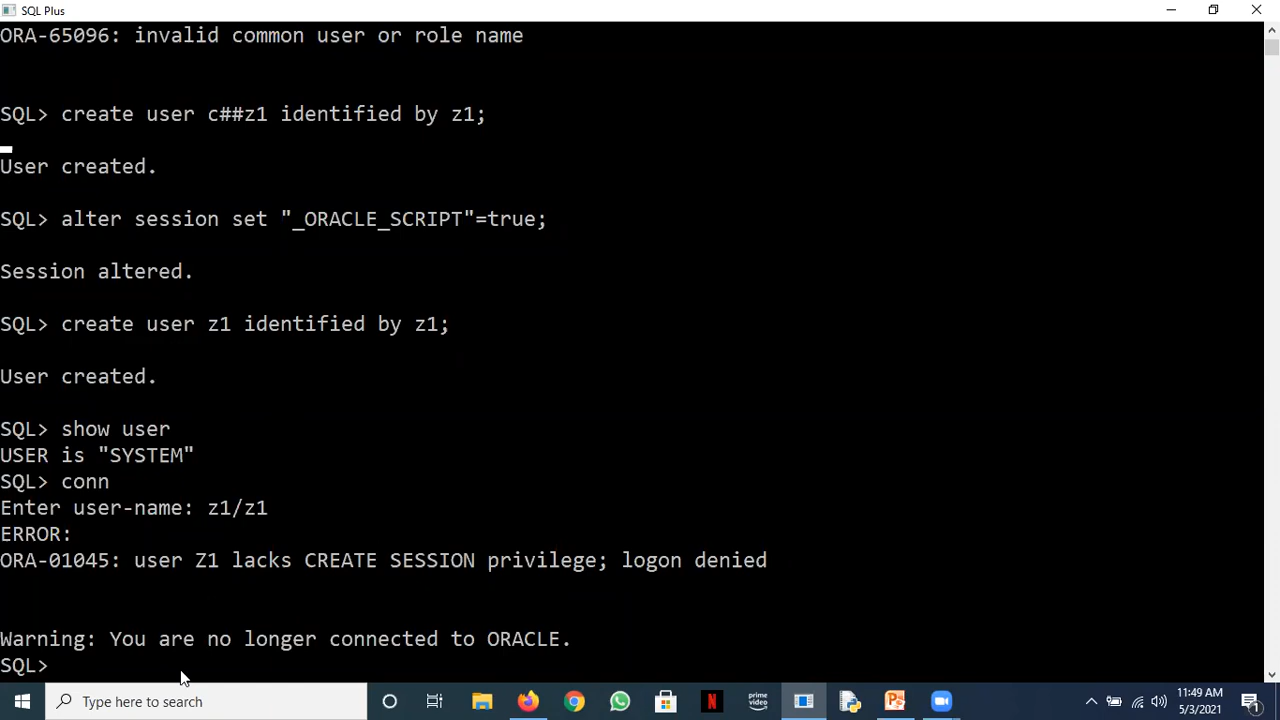 SQL Plus
ORA-65096: invalid common user or role name
SQL> create user c##z1 identified by z1;
User created.
SQL> alter session set "_ORACLE_SCRIPT"=true;
Session altered.
SQL> create user z1 identified by z1;
User created.
SQL> show user
USER is "SYSTEM"
SQL> conn
Enter user-name: z1/z1
ERROR:
ORA-01045: user Z1 lacks CREATE SESSION privilege; logon denied
Warning: You are no longer connected to ORACLE.
SQL>
Type here to search
N
prime video
11:49 AM
5/3/2021
1